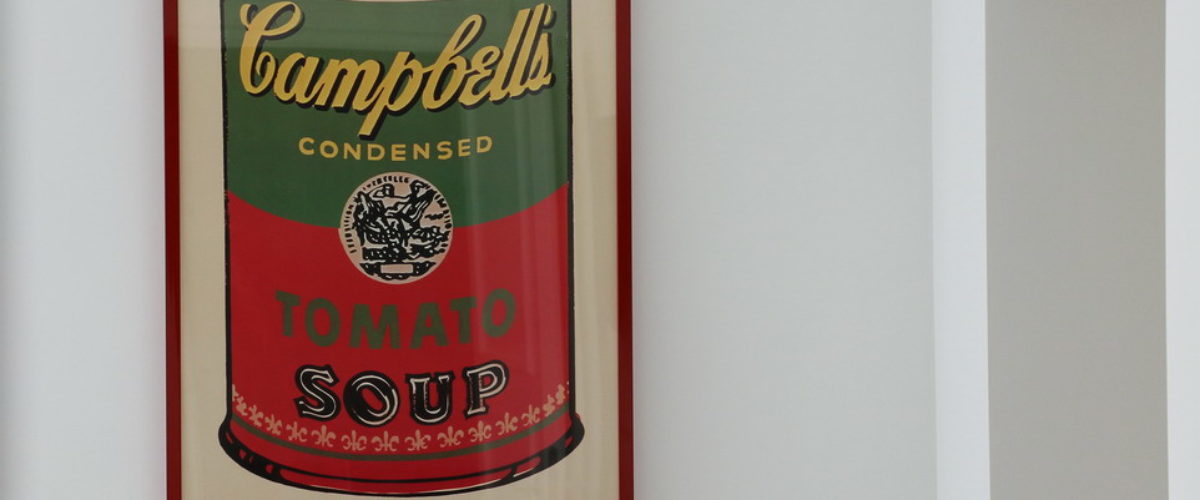 Campbell's
CONDENSED
TOMATO
SOUP